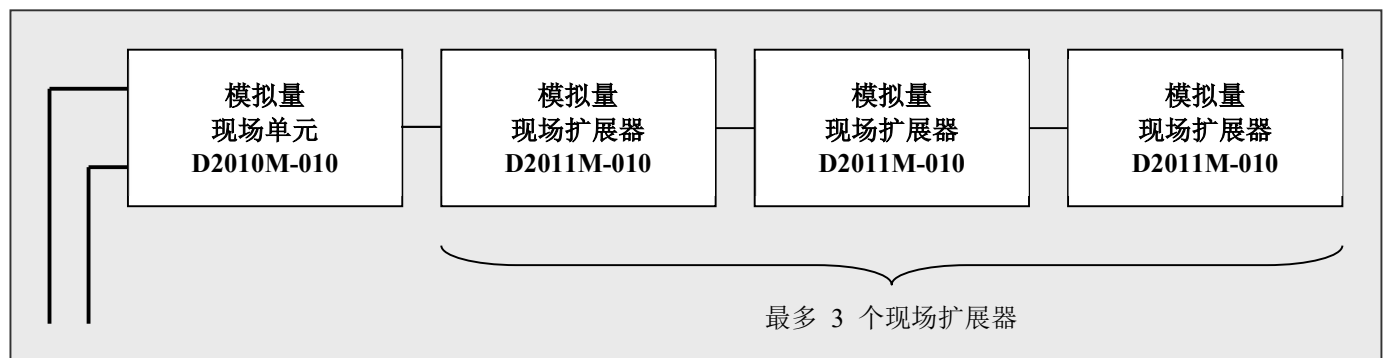 模拟量
现场单元
D2010M-010
模拟量
现场扩展器
D2011M-010
模拟量
现场扩展器
D2011M-010
模拟量
现场扩展器
D2011M-010
最多 3 个现场扩展器